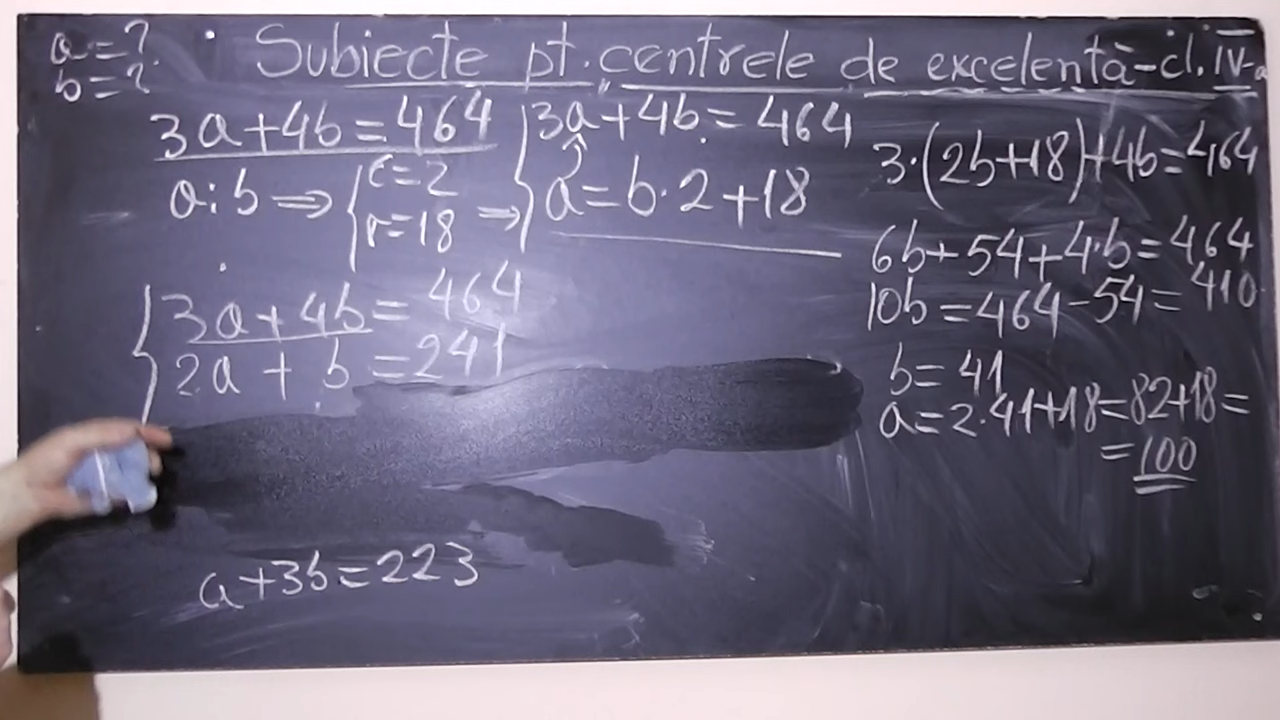 a=?
b=?
Subiecte pt. centrele de excelență-cl. IV-a
3a+4b=464
a:b ⇒ { c=2
r=18 ⇒
{ 3a+4b=464
a=b·2+18
{ 3a+4b=464
2a+b=241
a+3b=223
3·(2b+18)+4b=464
6b+54+4·b=464
10b=464-54=410
b=41
a=2·41+18=82+18=
=100